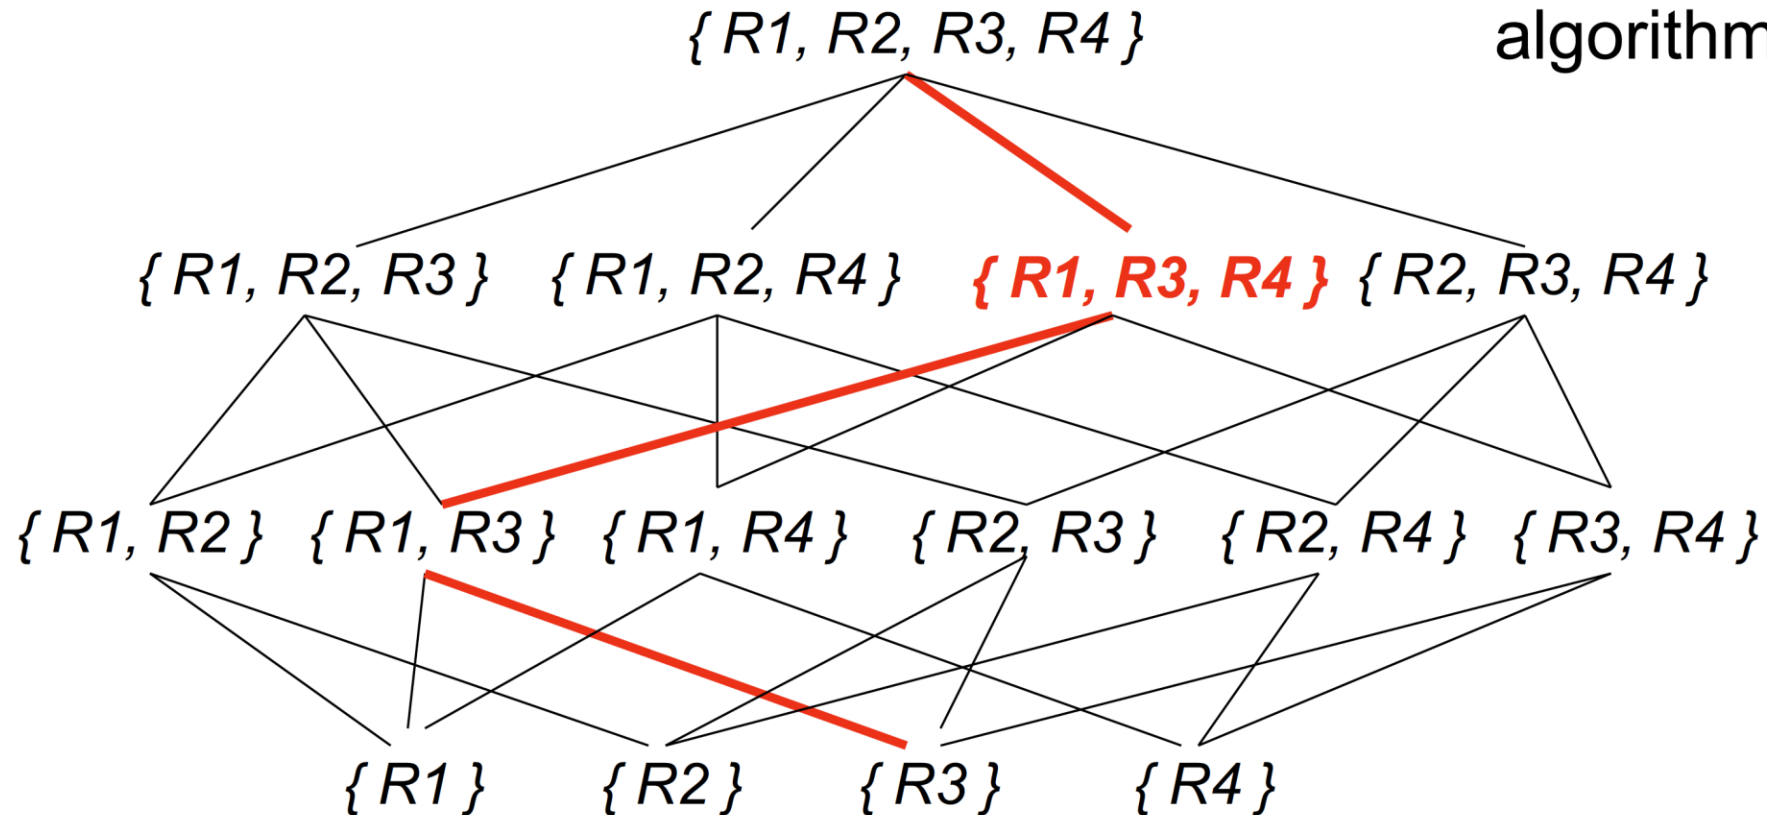 { R1, R2, R3, R4 } algorithm
{ R1, R2, R3 } { R1, R2, R4 } { R1, R3, R4 } { R2, R3, R4 }
{ R1, R2 } { R1, R3 } { R1, R4 } { R2, R3 } { R2, R4 } { R3, R4 }
{ R1 } { R2 } { R3 } { R4 }